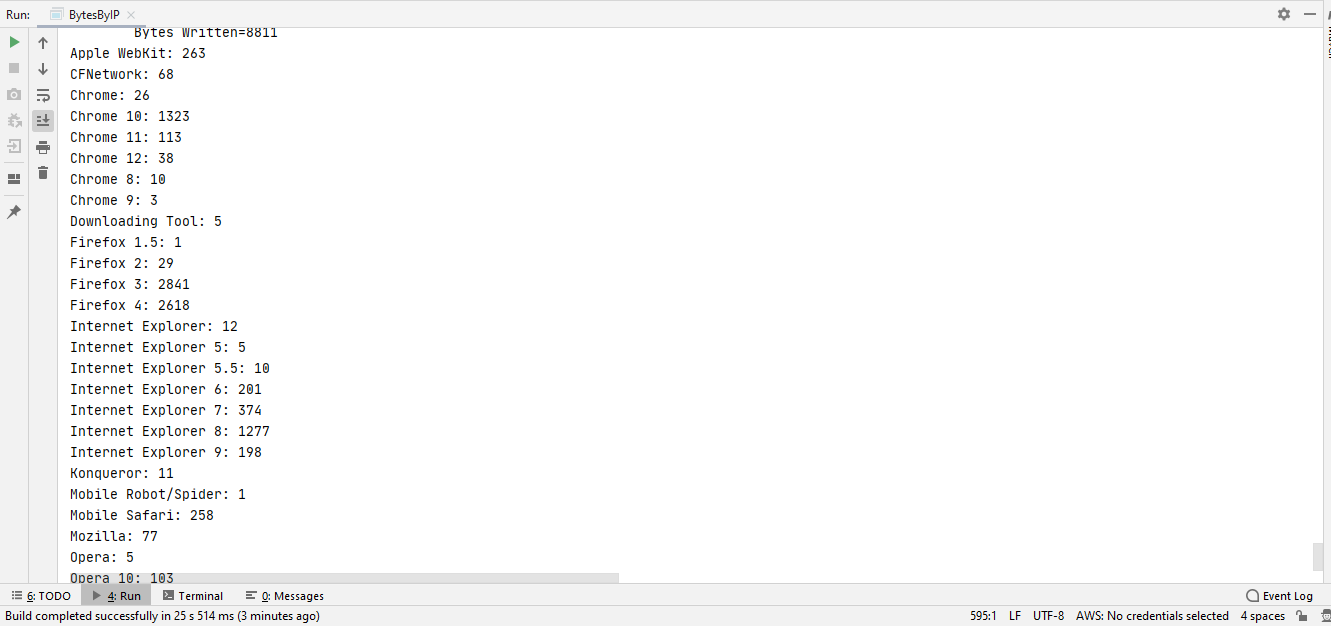 Run: BytesByIP
Bytes Written=8811
Apple WebKit: 263
CFNetwork: 68
Chrome: 26
Chrome 10: 1323
Chrome 11: 113
Chrome 12: 38
Chrome 8: 10
Chrome 9: 3
Downloading Tool: 5
Firefox 1.5: 1
Firefox 2: 29
Firefox 3: 2841
Firefox 4: 2618
Internet Explorer: 12
Internet Explorer 5: 5
Internet Explorer 5.5: 10
Internet Explorer 6: 201
Internet Explorer 7: 374
Internet Explorer 8: 1277
Internet Explorer 9: 198
Konqueror: 11
Mobile Robot/Spider: 1
Mobile Safari: 258
Mozilla: 77
Opera: 5
Opera 10: 103
6: TODO 4: Run Terminal 0: Messages Event Log
Build completed successfully in 25 s 514 ms (3 minutes ago) 595:1 LF UTF-8 AWS: No credentials selected 4 spaces